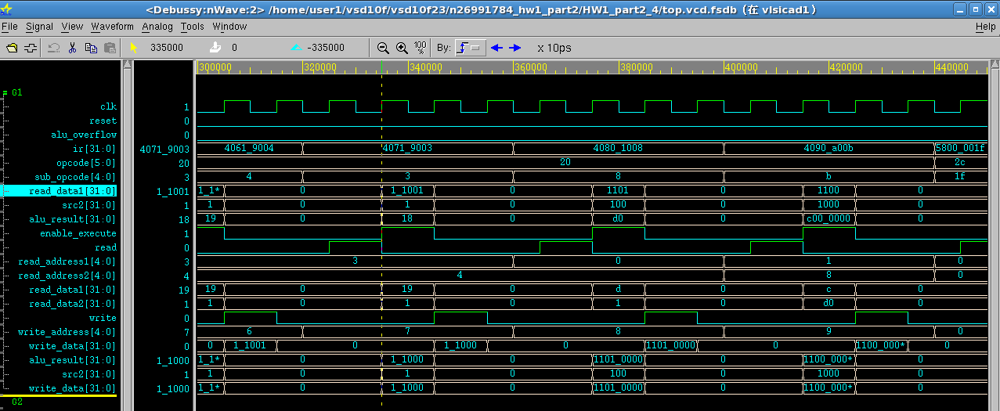 <Debussy:nWave:2> /home/user1/vsd10f/vsd10f23/n26991784_hw1_part2/HW1_part2_4/top.vcd.fsdb (在 vlsicad1)
File Signal View Waveform Analog Tools Window Help
335000 0 -335000 100% By: x 10ps
300000 320000 340000 360000 380000 400000 420000 440000
G1
clk 1
reset 0
alu_overflow 0
ir[31:0] 4071_9003 4061_9004 4071_9003 4080_1008 4090_a00b 5800_001f
opcode[5:0] 20 20 2c
sub_opcode[4:0] 3 4 3 8 b 1f
read_data1[31:0] 1_1001 1_1* 0 1_1001 0 1101 0 1100 0
src2[31:0] 1 1 0 1 0 100 0 1000 0
alu_result[31:0] 18 19 0 18 0 d0 0 c00_0000 0
enable_execute 1
read 0
read_address1[4:0] 3 3 0 1 0
read_address2[4:0] 4 4 8 0
read_data1[31:0] 19 19 0 19 0 d 0 c 0
read_data2[31:0] 1 1 0 1 0 1 0 d0 0
write 0
write_address[4:0] 7 6 7 8 9 0
write_data[31:0] 0 0 1_1001 0 1_1000 0 1101_0000 0 1100_000* 0
alu_result[31:0] 1_1000 1_1* 0 1_1000 0 1101_0000 0 1100_000* 0
src2[31:0] 1 1 0 1 0 100 0 1000 0
write_data[31:0] 1_1000 1_1* 0 1_1000 0 1101_0000 0 1100_000* 0
G2